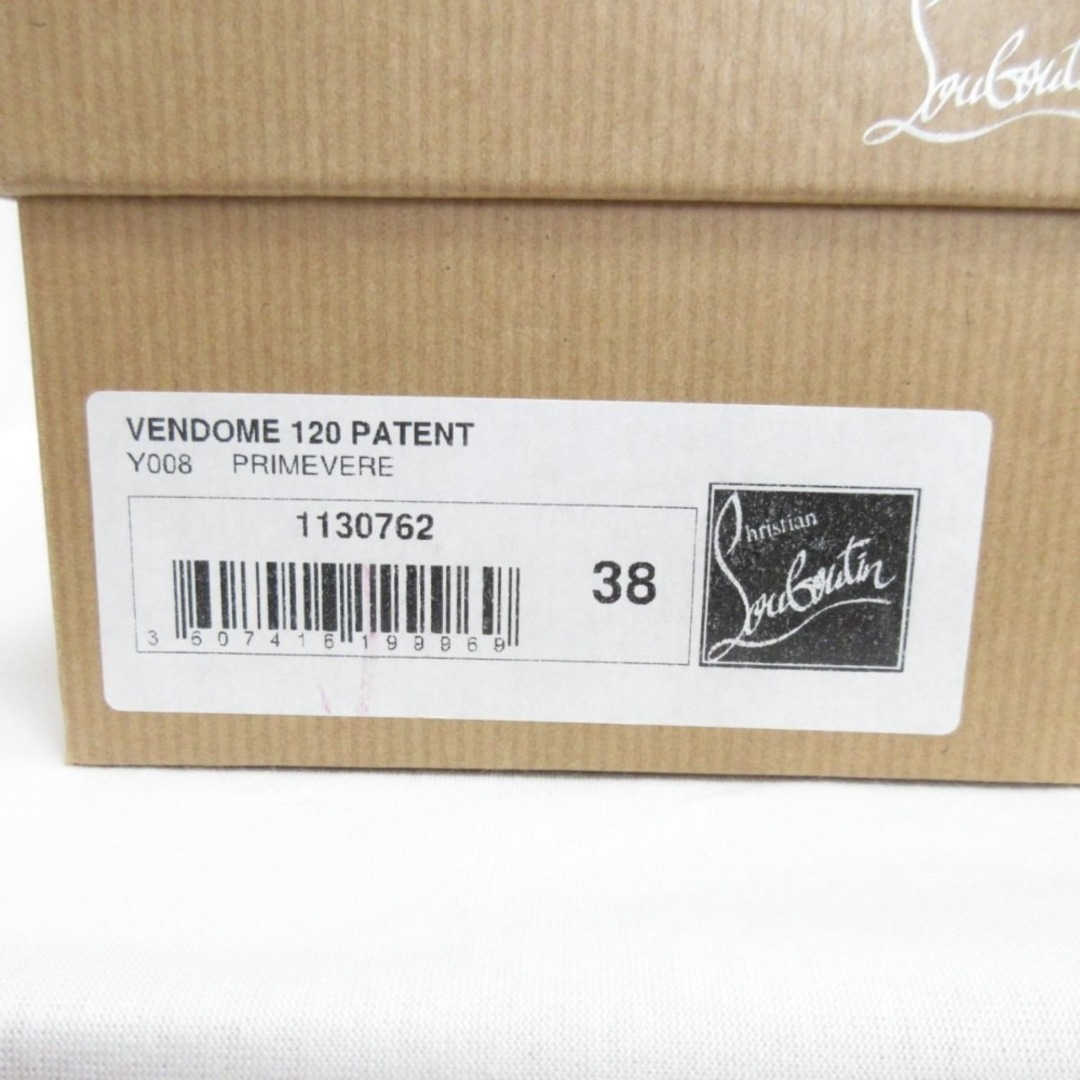 Louboutin
VENDOME 120 PATENT
Y008 PRIMEVERE
1130762
38
3 607416 199969
Christian
Louboutin